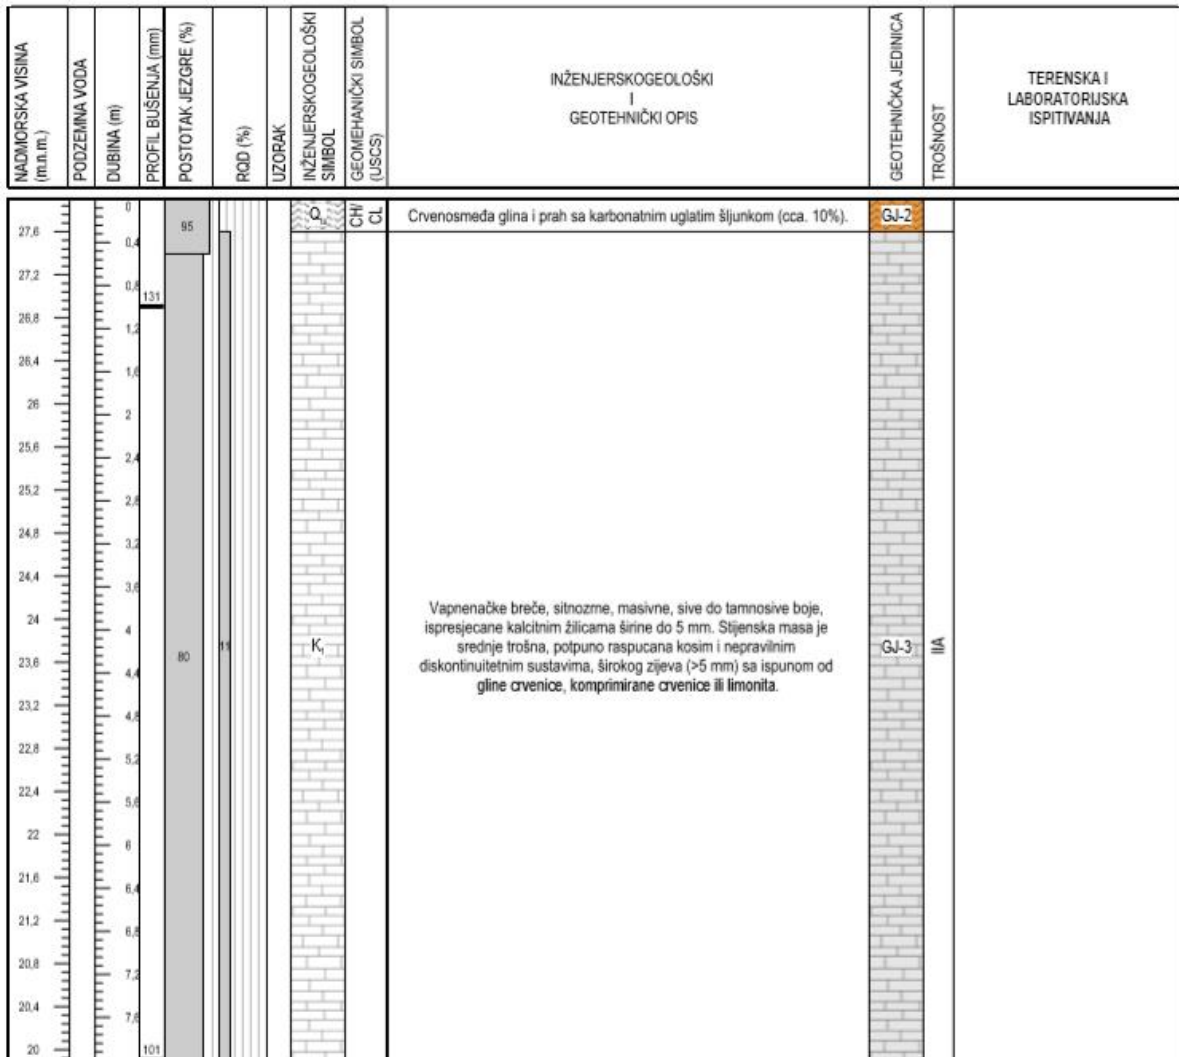 NADMORSKA VISINA
(m.n.m.)
PODZEMNA VODA
DUBINA (m)
PROFIL BUŠENJA (mm)
POSTOTAK JEZGRE (%)
RQD (%)
UZORAK
INŽENJERSKOGEOLOŠKI
SIMBOL
GEOMEHANIČKI SIMBOL
(USCS)
INŽENJERSKOGEOLOŠKI
I
GEOTEHNIČKI OPIS
GEOTEHNIČKA JEDINICA
TROŠNOST
TERENSKA I
LABORATORIJSKA
ISPITIVANJA
27,6
27,2
26,8
26,4
26
25,6
25,2
24,8
24,4
24
23,6
23,2
22,8
22,4
22
21,6
21,2
20,8
20,4
20
0
0,4
0,8
1,2
1,6
2
2,4
2,8
3,2
3,6
4
4,4
4,8
5,2
5,6
6
6,4
6,8
7,2
7,6
131
101
95
80
11
Q
K₁
CH/
CL
Crvenosmeđa glina i prah sa karbonatnim uglatim šljunkom (cca. 10%).
Vapnenačke breče, sitnozrne, masivne, sive do tamnosive boje,
ispresjecane kalcitnim žilicama širine do 5 mm. Stijenska masa je
srednje trošna, potpuno raspucana kosim i nepravilnim
diskontinuitetnim sustavima, širokog zijeva (>5 mm) sa ispunom od
gline crvenice, komprimirane crvenice ili limonita.
GJ-2
GJ-3
IIA